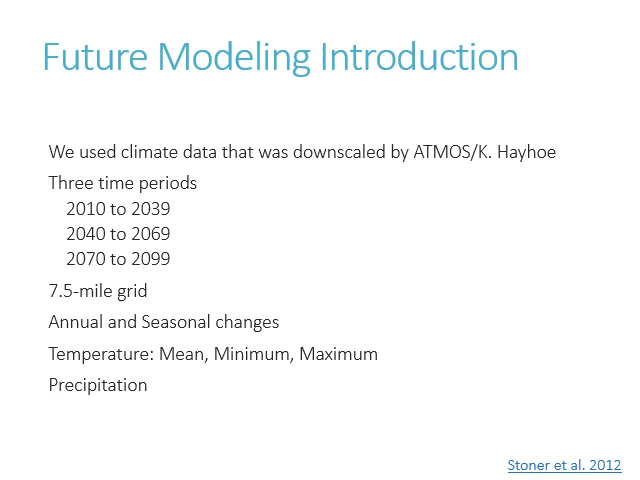 Future Modeling Introduction
We used climate data that was downscaled by ATMOS/K. Hayhoe
Three time periods
2010 to 2039
2040 to 2069
2070 to 2099
7.5-mile grid
Annual and Seasonal changes
Temperature: Mean, Minimum, Maximum
Precipitation
Stoner et al. 2012